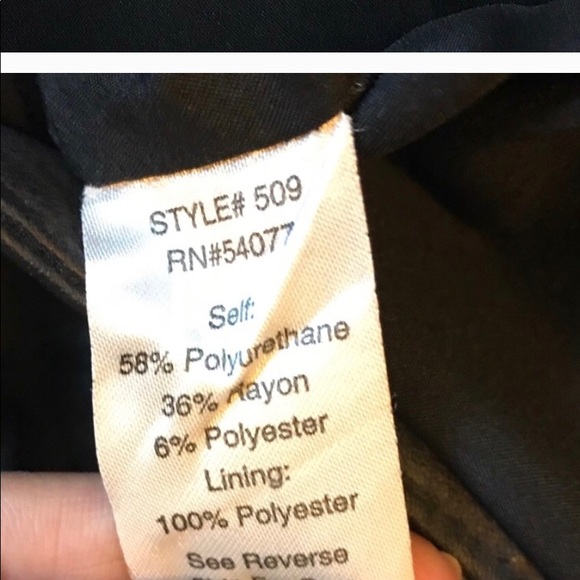 STYLE# 509
RN#54077
Self:
58% Polyurethane
36% Rayon
6% Polyester
Lining:
100% Polyester
See Reverse